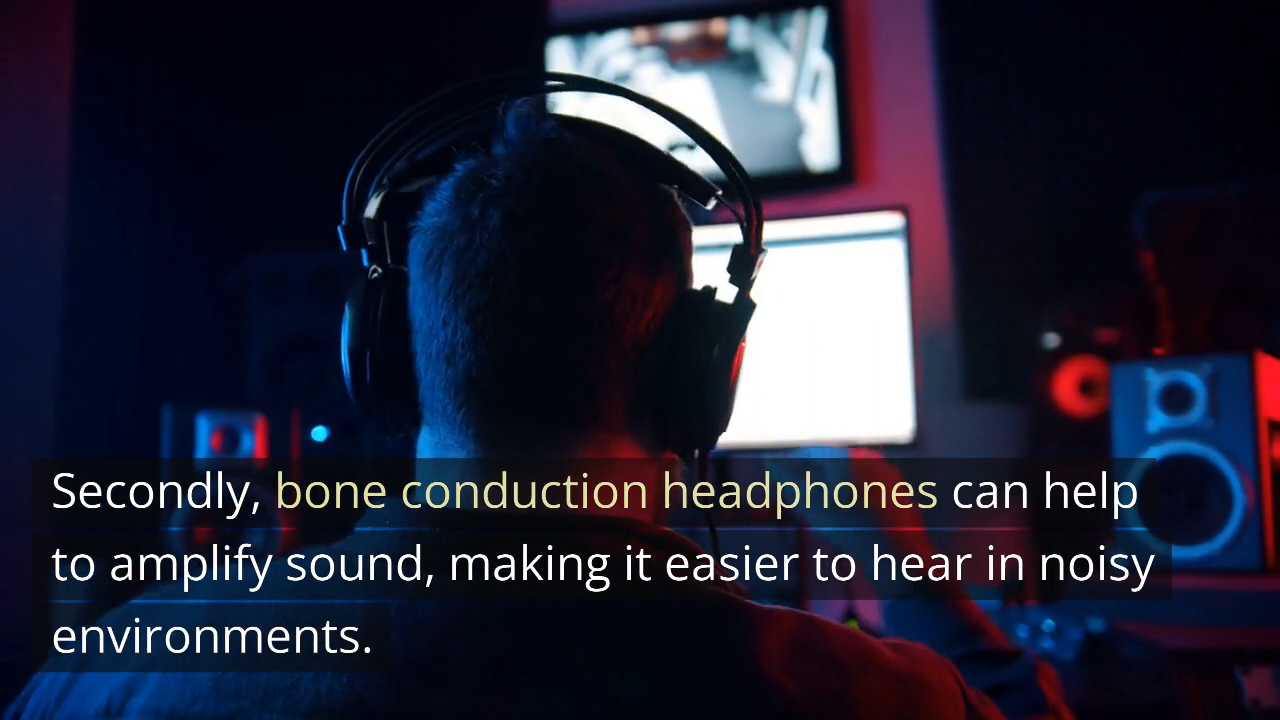 Secondly, bone conduction headphones can help
to amplify sound, making it easier to hear in noisy
environments.